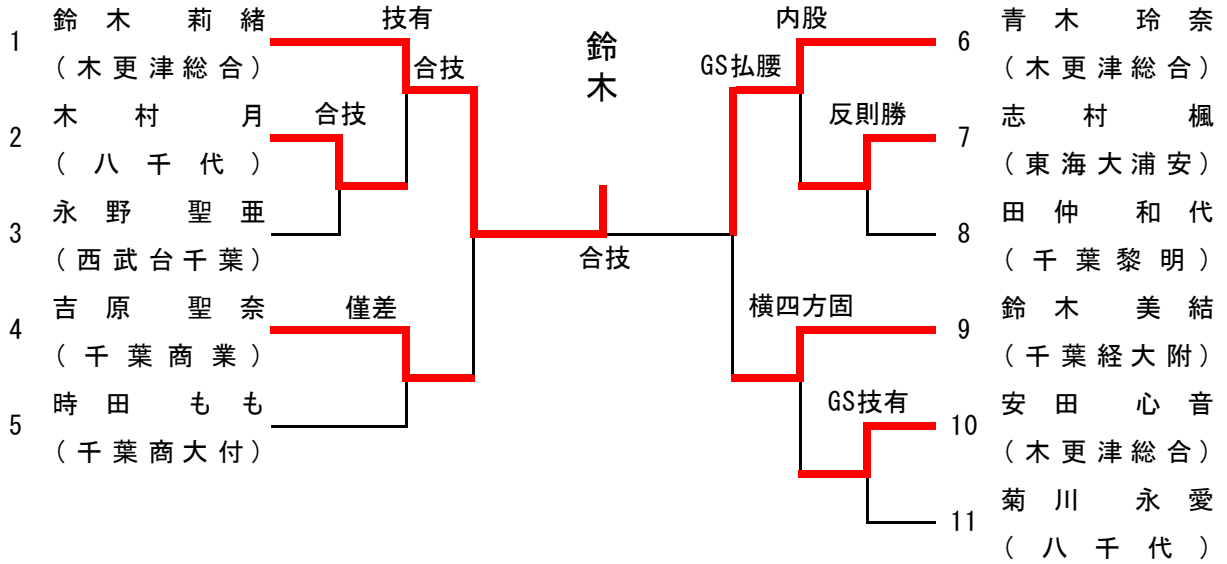 1 鈴木 莉緒
(木更津総合)
2 木村 月
(八千代)
3 永野 聖亜
(西武台千葉)
4 吉原 聖奈
(千葉商業)
5 時田 もも
(千葉商大付)
技有
合技
合技
僅差
鈴木
合技
内股
GS払腰
反則勝
横四方固
GS技有
6 青木 玲奈
(木更津総合)
7 志村 楓
(東海大浦安)
8 田仲 和代
(千葉黎明)
9 鈴木 美結
(千葉経大附)
10 安田 心音
(木更津総合)
11 菊川 永愛
(八千代)